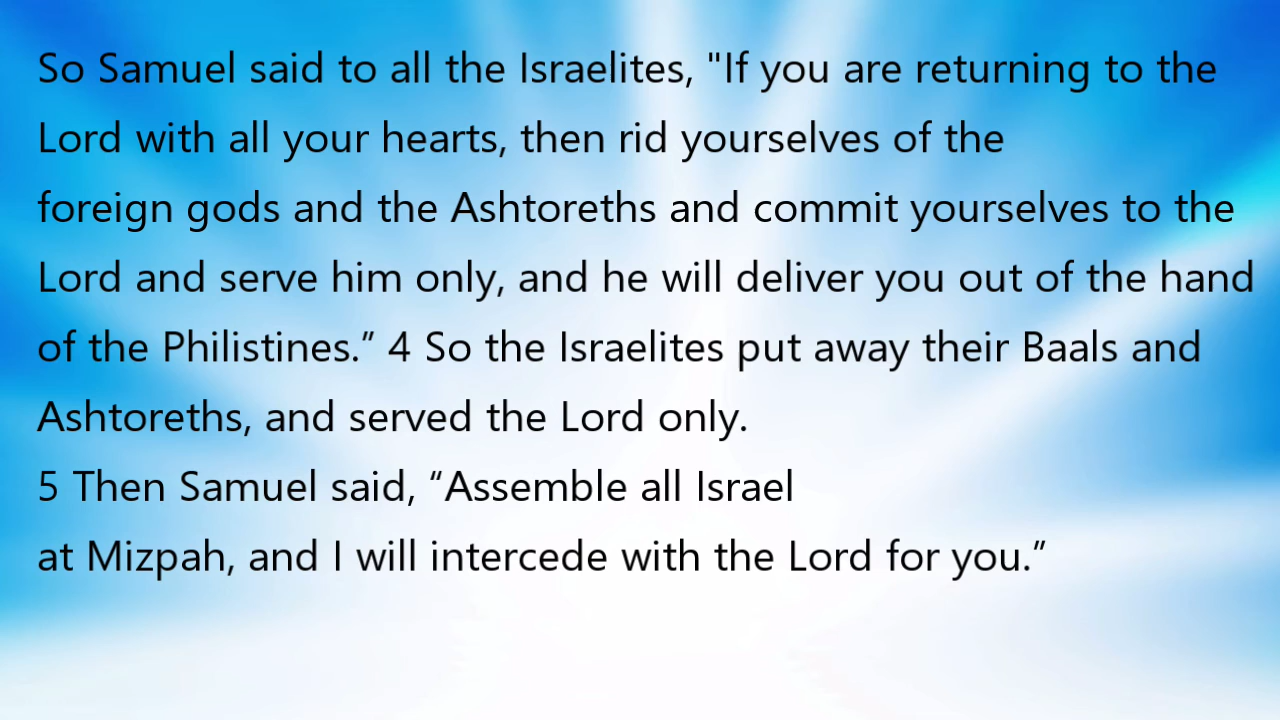 So Samuel said to all the Israelites, "If you are returning to the
Lord with all your hearts, then rid yourselves of the
foreign gods and the Ashtoreths and commit yourselves to the
Lord and serve him only, and he will deliver you out of the hand
of the Philistines.” 4 So the Israelites put away their Baals and
Ashtoreths, and served the Lord only.
5 Then Samuel said, “Assemble all Israel
at Mizpah, and I will intercede with the Lord for you.”